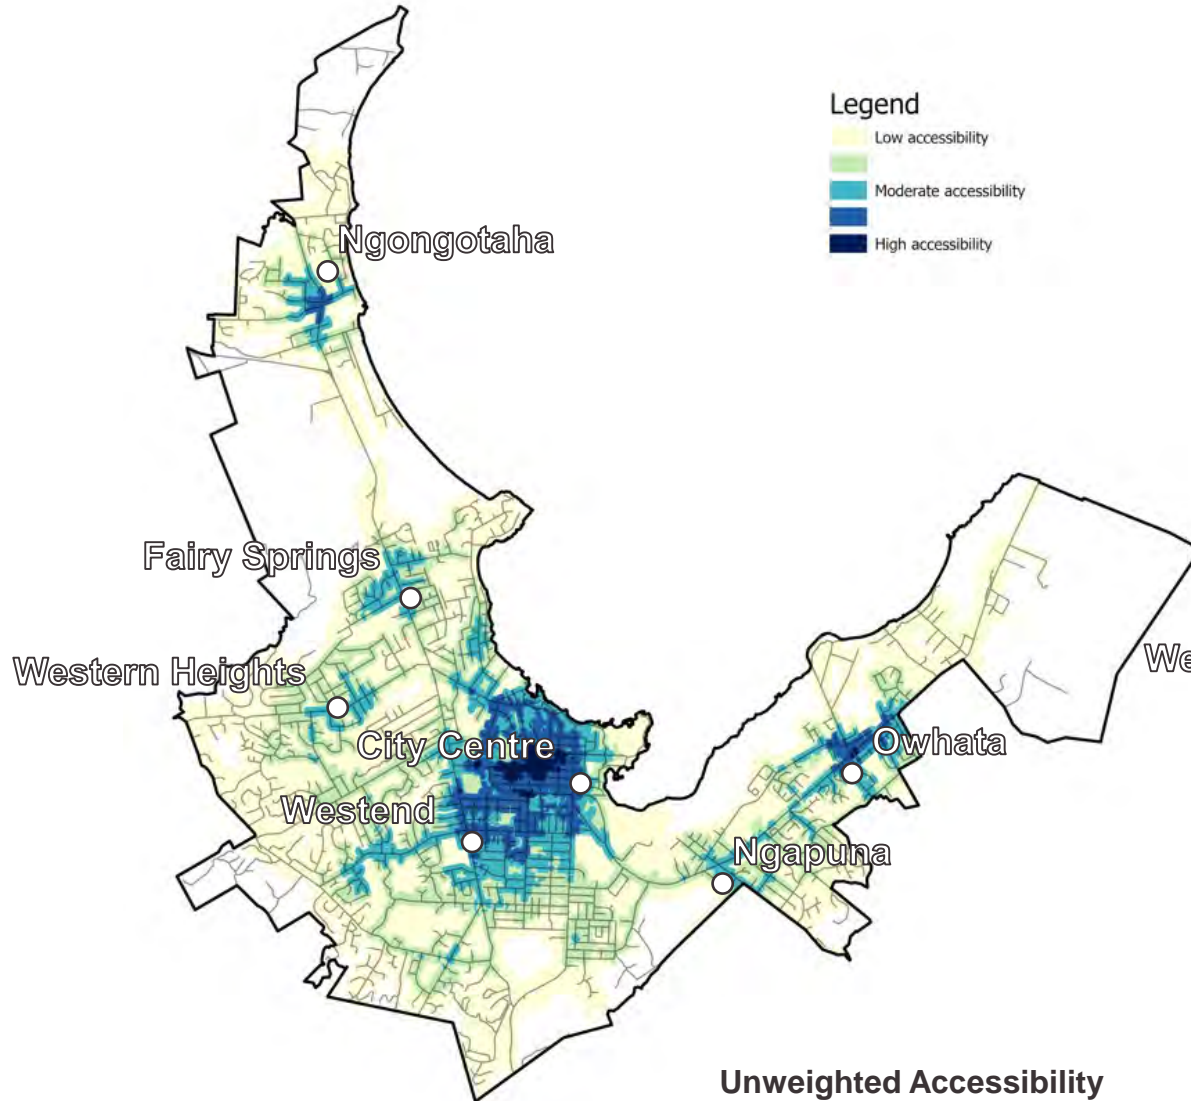 Legend
Low accessibility
Moderate accessibility
High accessibility
Ngongotaha
Fairy Springs
Western Heights
We
City Centre
Owhata
Westend
Ngapuna
Unweighted Accessibility